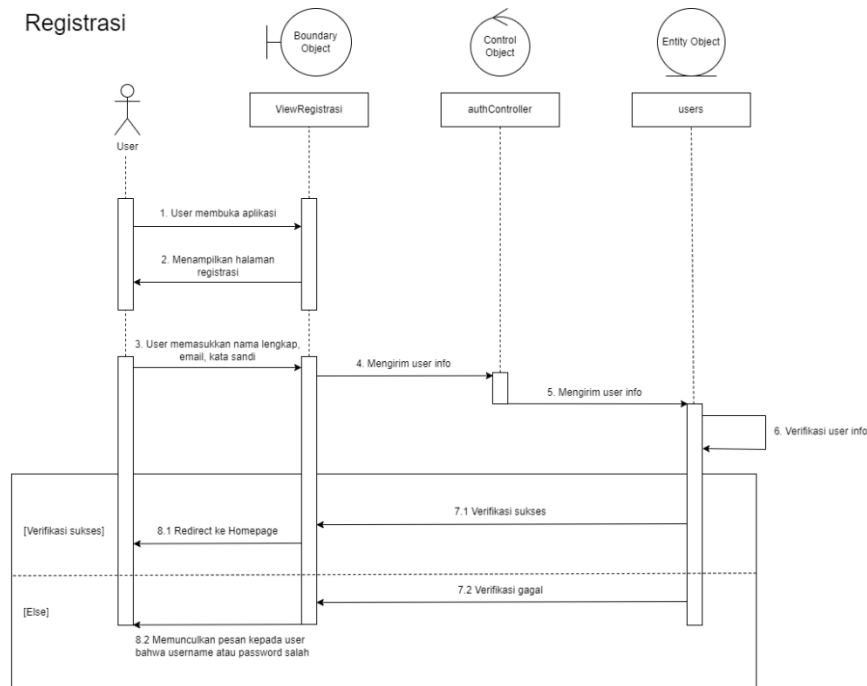 Registrasi
Boundary
Object
Control
Object
Entity Object
ViewRegistrasi
authController
users
User
1. User membuka aplikasi
2. Menampilkan halaman
registrasi
3. User memasukkan nama lengkap,
email, kata sandi
4. Mengirim user info
5. Mengirim user info
6. Verifikasi user info
[Verifikasi sukses]
7.1 Verifikasi sukses
8.1 Redirect ke Homepage
[Else]
7.2 Verifikasi gagal
8.2 Memunculkan pesan kepada user
bahwa username atau password salah